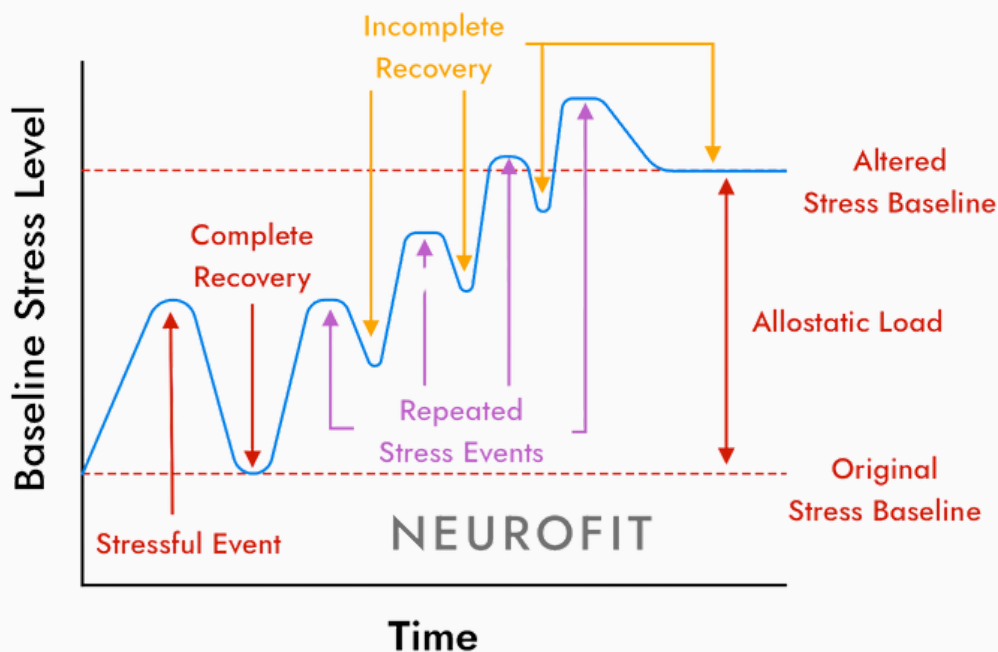 Incomplete
Recovery
Baseline Stress Level
Altered
Stress Baseline
Complete
Recovery
Allostatic Load
Repeated
Stress Events
Original
Stress Baseline
Stressful Event
NEUROFIT
Time